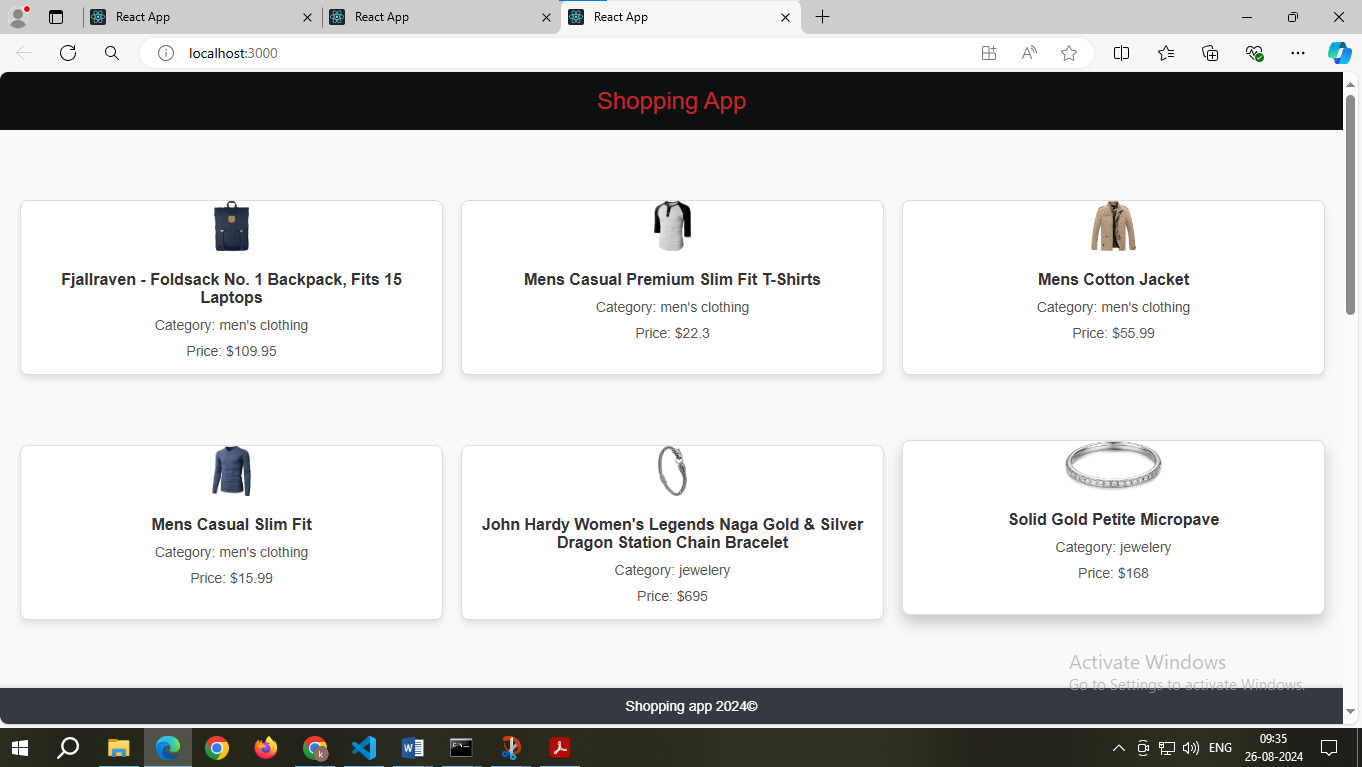 React App
React App
React App
localhost:3000
Shopping App
Fjallraven - Foldsack No. 1 Backpack, Fits 15
Laptops
Category: men's clothing
Price: $109.95
Mens Casual Premium Slim Fit T-Shirts
Category: men's clothing
Price: $22.3
Mens Cotton Jacket
Category: men's clothing
Price: $55.99
Mens Casual Slim Fit
Category: men's clothing
Price: $15.99
John Hardy Women's Legends Naga Gold & Silver
Dragon Station Chain Bracelet
Category: jewelery
Price: $695
Solid Gold Petite Micropave
Category: jewelery
Price: $168
Activate Windows
Go to Settings to activate Windows.
Shopping app 2024©
ENG
09:35
26-08-2024